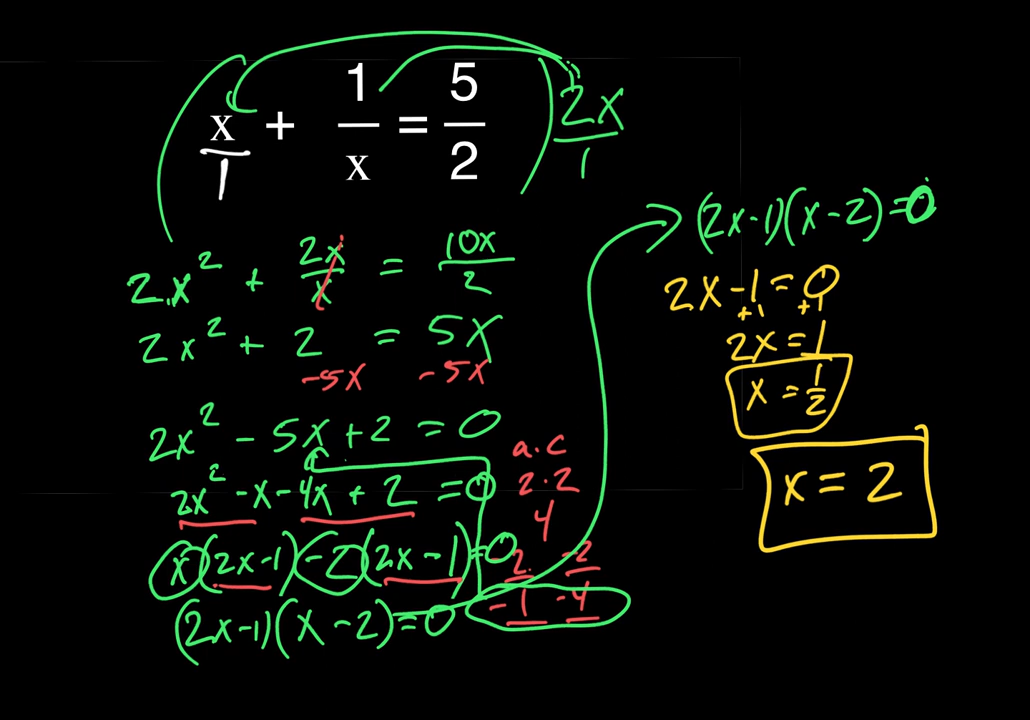 x/1 + 1/x = 5/2 ) 2x/1
2x² + 2x/x = 10x/2
2x² + 2 = 5x
-5x -5x
2x² - 5x + 2 = 0
2x² - x - 4x + 2 = 0
x(2x-1) -2(2x-1) = 0
(2x-1)(x-2) = 0
a.c
2·2
4
-2 -2
-1 -4
(2x-1)(x-2)=0
2x-1=0
+1 +1
2x=1
x=1/2
x=2